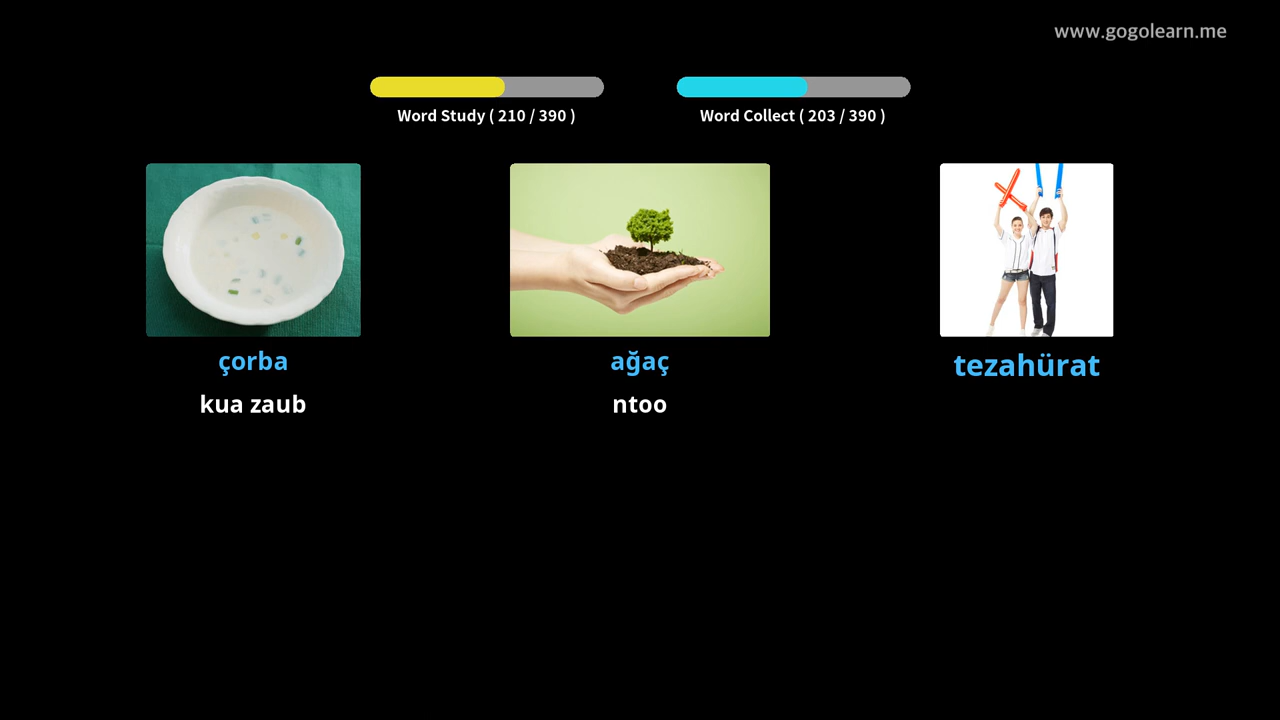 www.gogolearn.me
Word Study ( 210 / 390 )
Word Collect ( 203 / 390 )
çorba
ağaç
tezahürat
kua zaub
ntoo